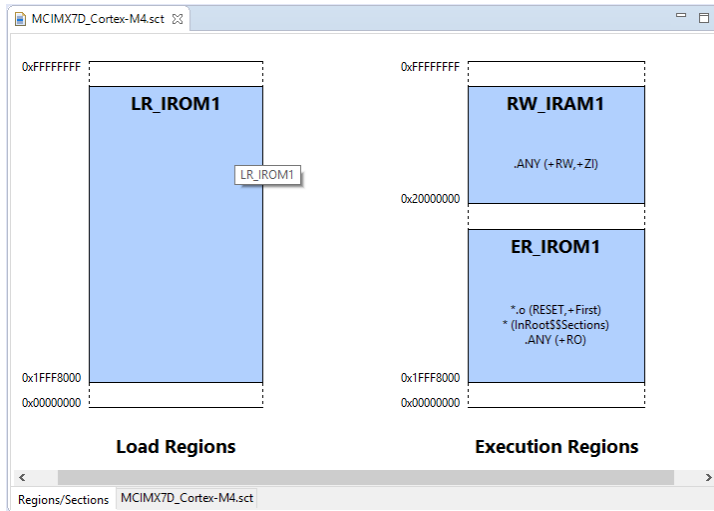 MCIMX7D_Cortex-M4.sct
0xFFFFFFFF
LR_IROM1
LR_IROM1
0x1FFF8000
0x00000000
Load Regions
0xFFFFFFFF
RW_IRAM1
.ANY (+RW,+ZI)
0x20000000
ER_IROM1
*.o (RESET,+First)
* (InRoot$$Sections)
.ANY (+RO)
0x1FFF8000
0x00000000
Execution Regions
Regions/Sections MCIMX7D_Cortex-M4.sct